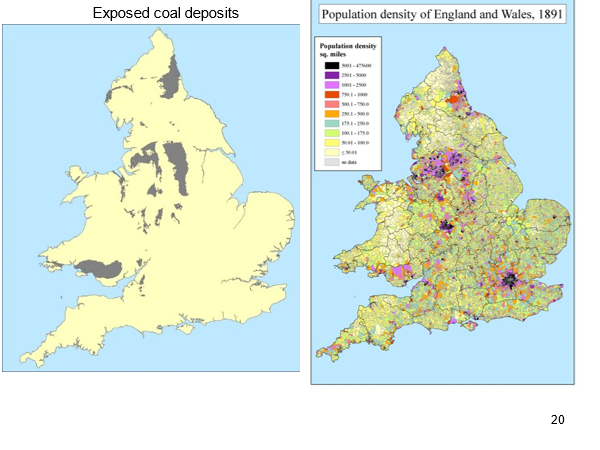 Exposed coal deposits
Population density of England and Wales, 1891
Population density
sq. miles
5001 - 475600
2501 - 5000
1001 - 2500
750.1 - 1000
500.1 - 750.0
250.1 - 500.0
175.1 - 250.0
100.1 - 175.0
50.01 - 100.0
≤ 50.01
no data
20